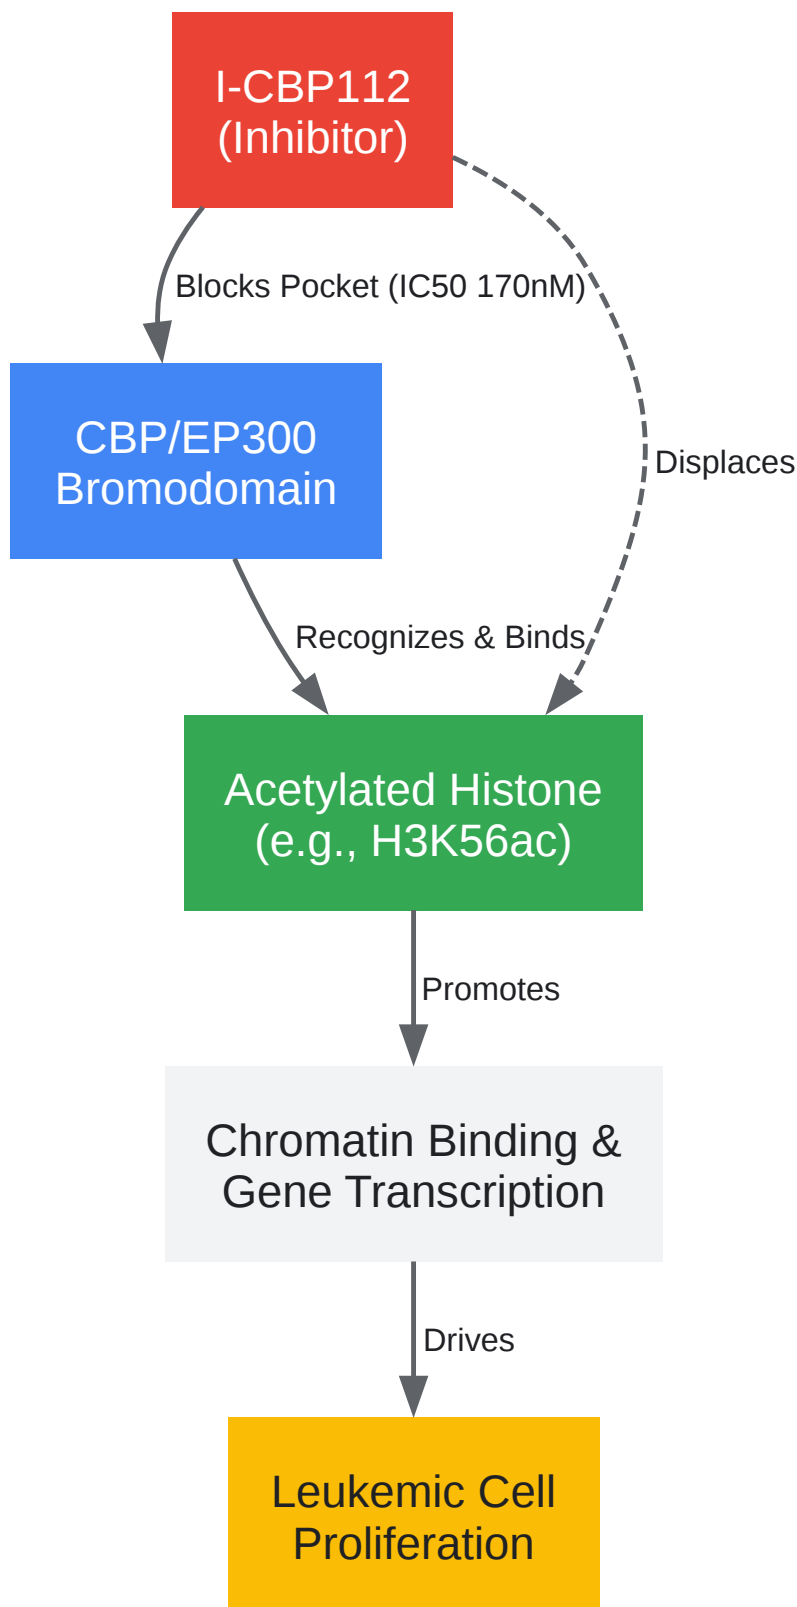 I-CBP112
(Inhibitor)
Blocks Pocket (IC50 170nM)
CBP/EP300
Bromodomain
Displaces
Recognizes & Binds
Acetylated Histone
(e.g., H3K56ac)
Promotes
Chromatin Binding &
Gene Transcription
Drives
Leukemic Cell
Proliferation